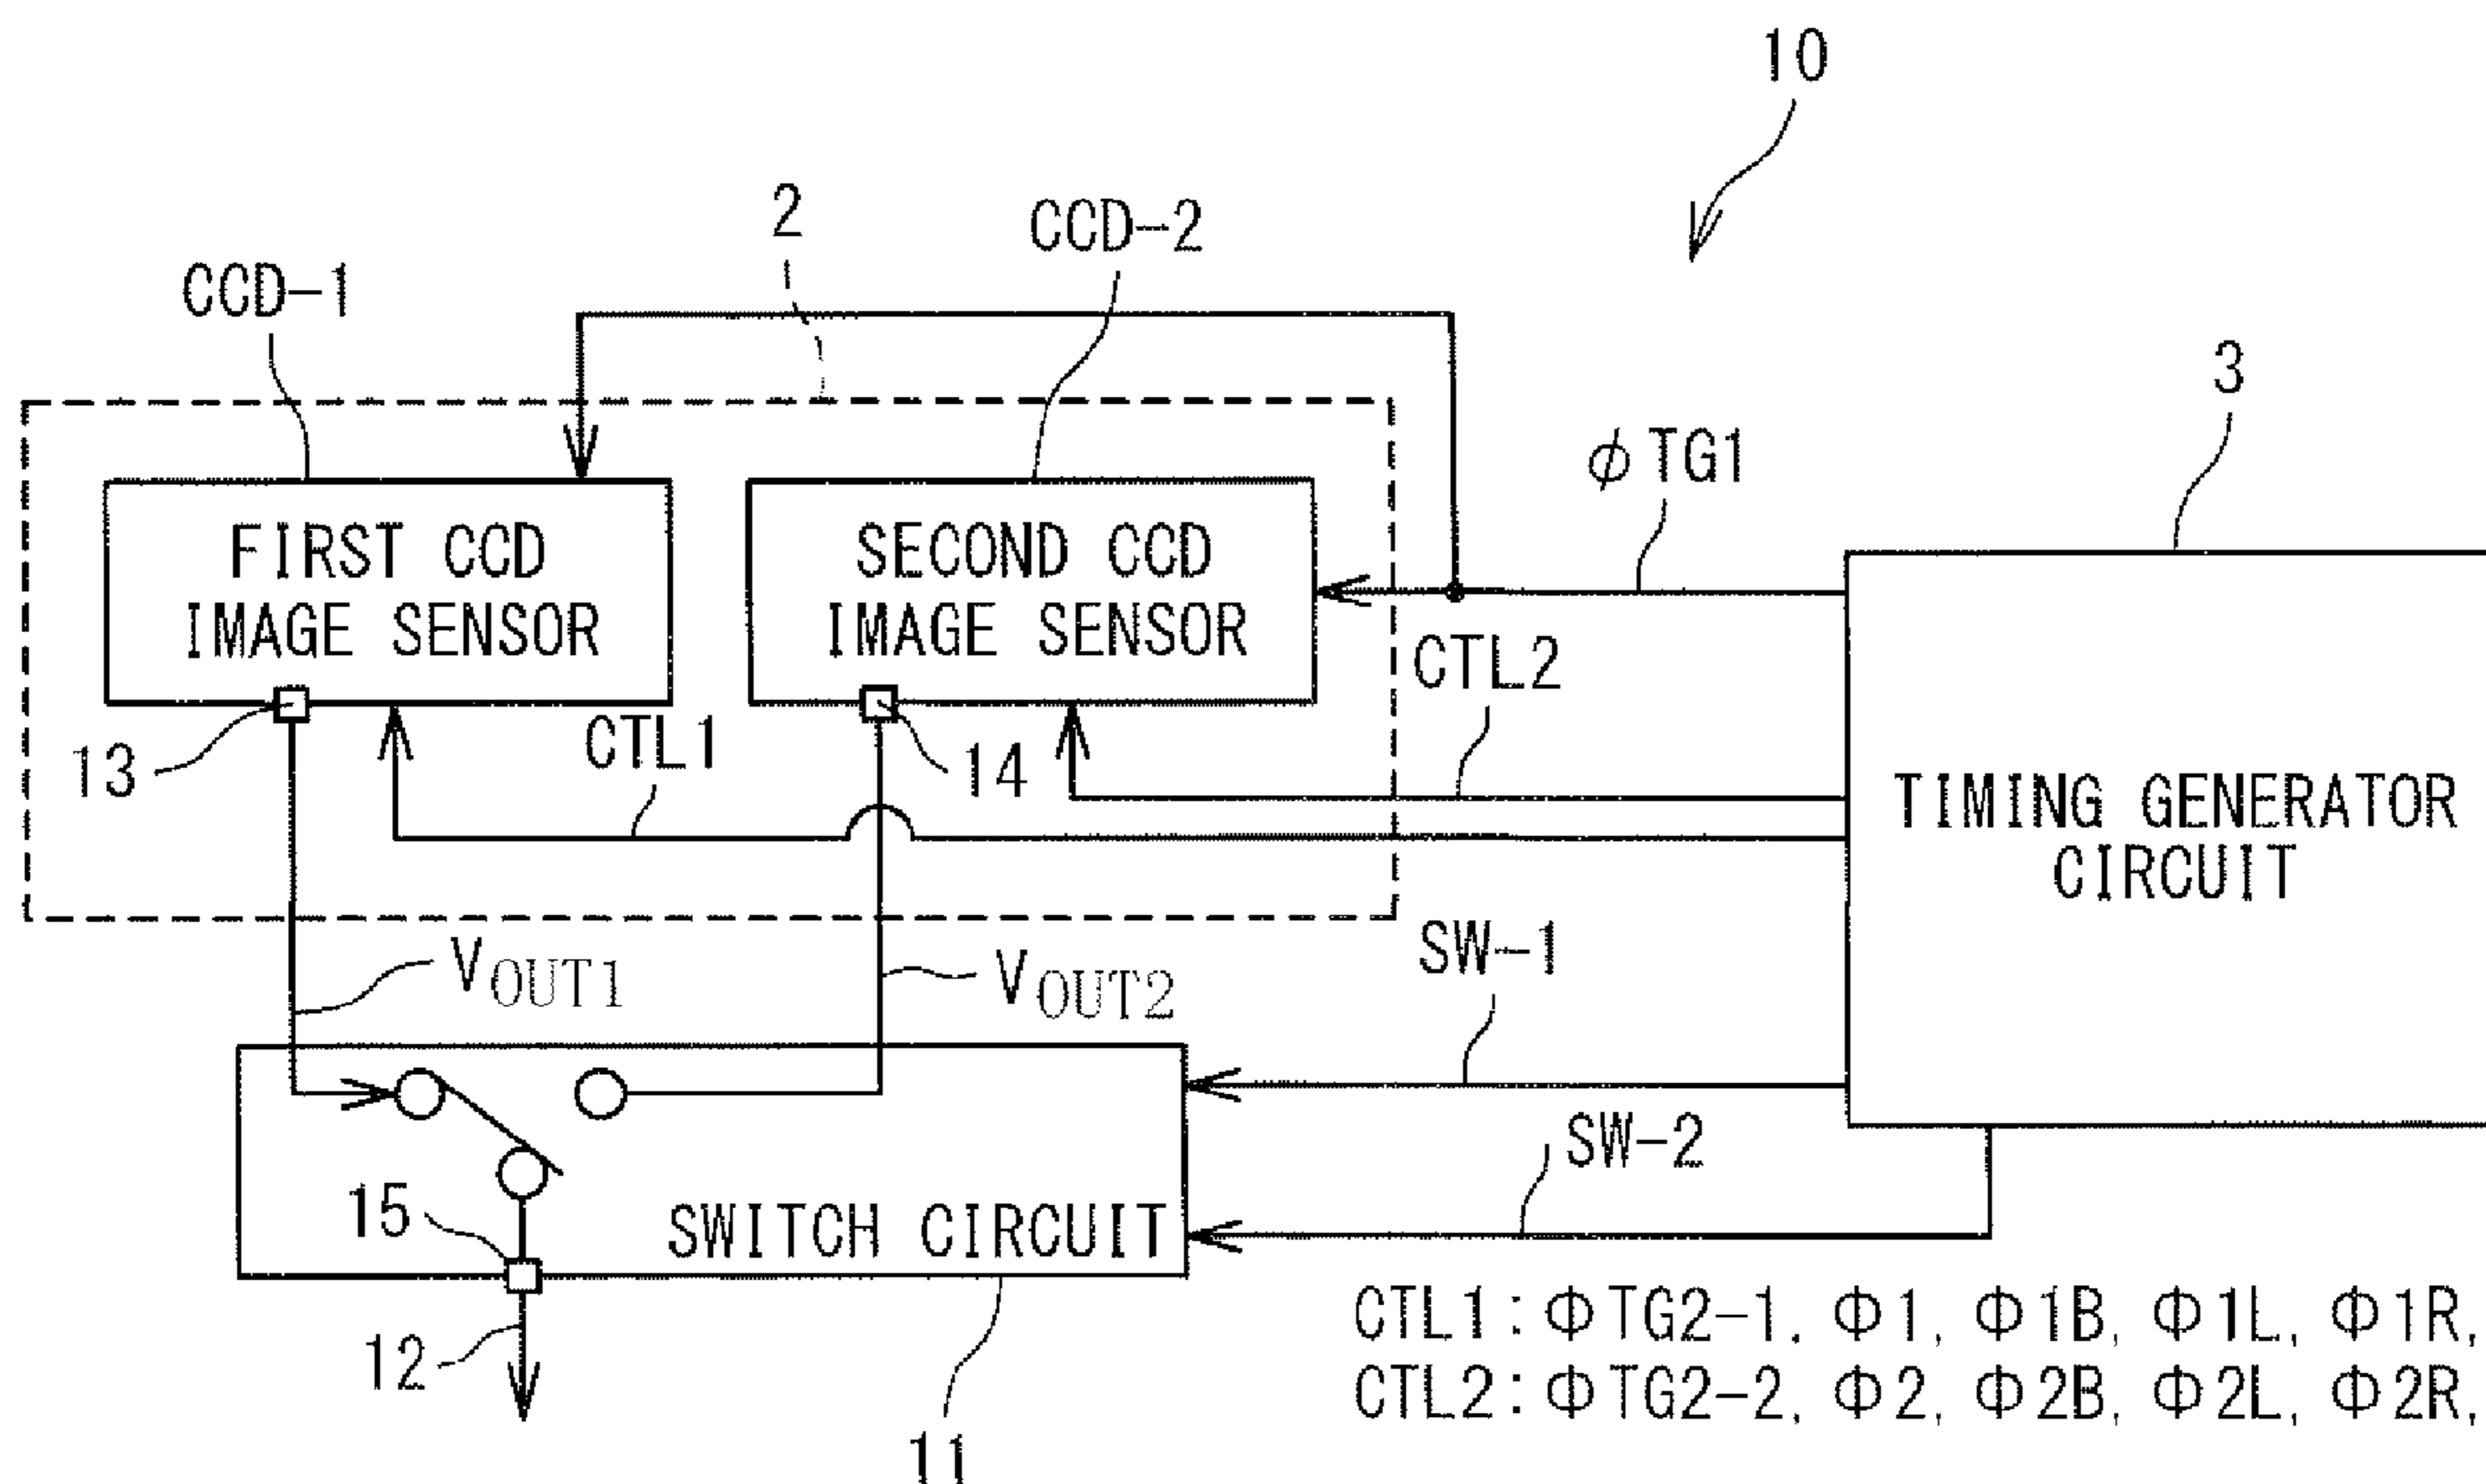 10
2
CCD-2
CCD-1
3
φTG1
FIRST CCD
IMAGE SENSOR
SECOND CCD
IMAGE SENSOR
CTL2
13
CTL1
14
TIMING GENERATOR
CIRCUIT
VOUT1
VOUT2
SW-1
SW-2
15
SWITCH CIRCUIT
12
11
CTL1:ΦTG2-1, Φ1, Φ1B, Φ1L, Φ1R,
CTL2:ΦTG2-2, Φ2, Φ2B, Φ2L, Φ2R,